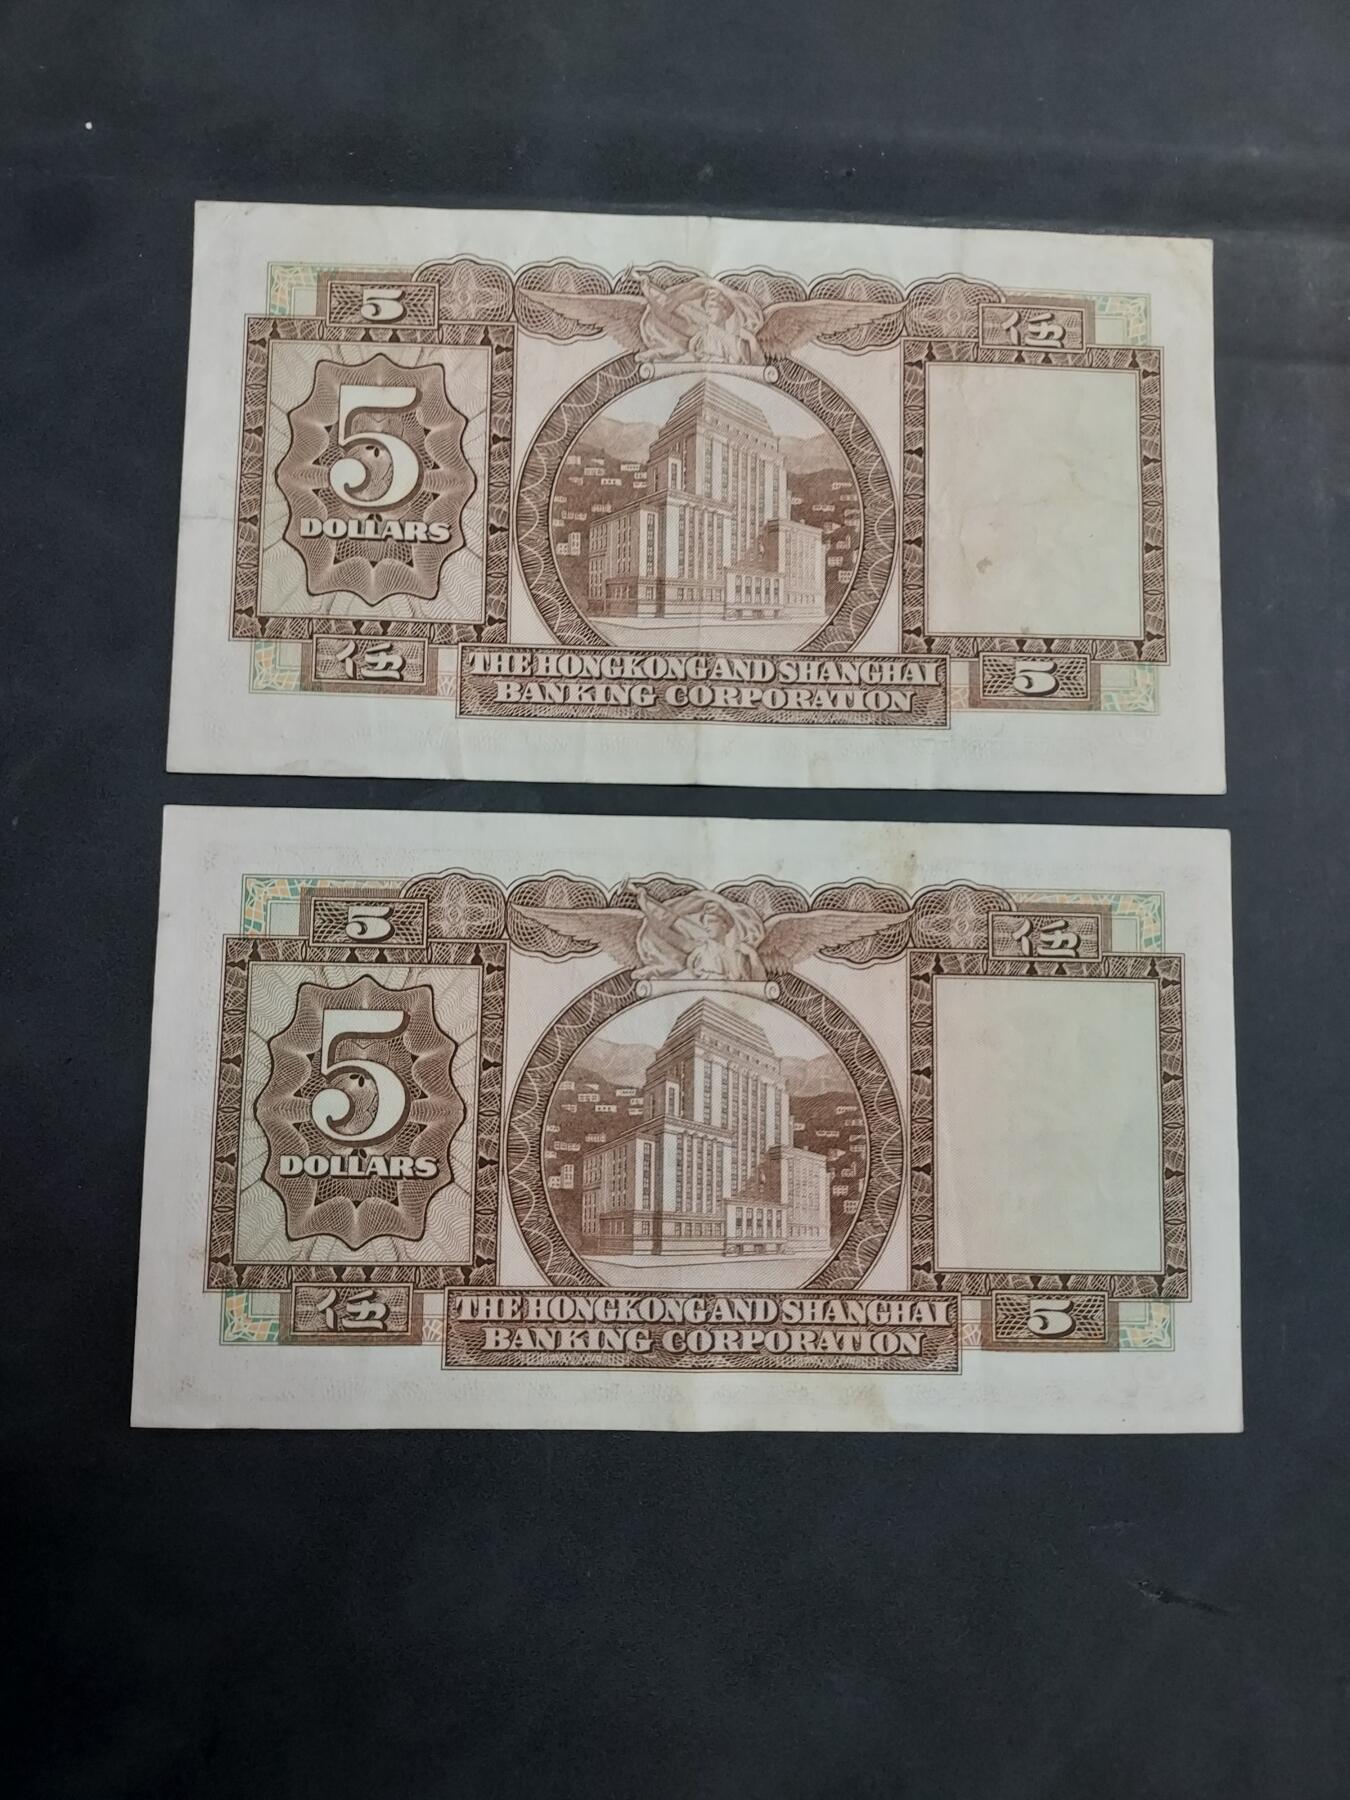 5
伍
5
DOLLARS
伍
THE HONGKONG AND SHANGHAI
BANKING CORPORATION
5
5
伍
5
DOLLARS
伍
THE HONGKONG AND SHANGHAI
BANKING CORPORATION
5